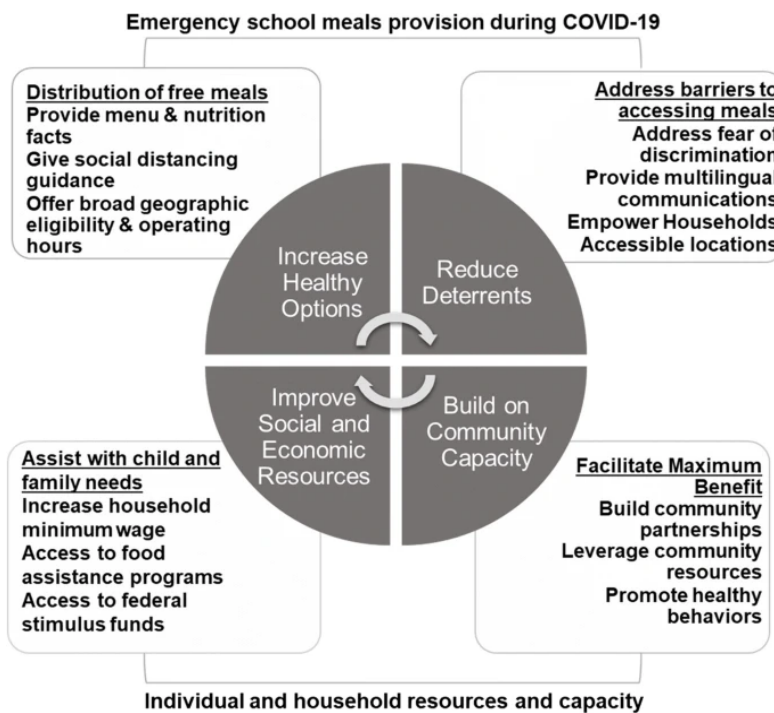 Emergency school meals provision during COVID-19
Distribution of free meals
Provide menu & nutrition
facts
Give social distancing
guidance
Offer broad geographic
eligibility & operating
hours
Address barriers to
accessing meals
Address fear of
discrimination
Provide multilingual
communications
Empower Households
Accessible locations
Increase
Healthy
Options
Reduce
Deterrents
Improve
Social and
Economic
Resources
Build on
Community
Capacity
Assist with child and
family needs
Increase household
minimum wage
Access to food
assistance programs
Access to federal
stimulus funds
Facilitate Maximum
Benefit
Build community
partnerships
Leverage community
resources
Promote healthy
behaviors
Individual and household resources and capacity